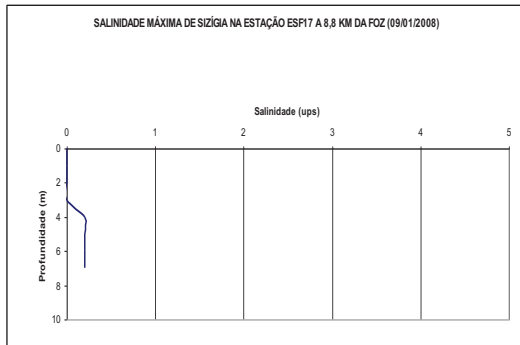 SALINIDADE MÁXIMA DE SIZÍGIA NA ESTAÇÃO ESF17 A 8,8 KM DA FOZ (09/01/2008)
Salinidade (ups)
0 1 2 3 4 5
Profundidade (m)
0
2
4
6
8
10